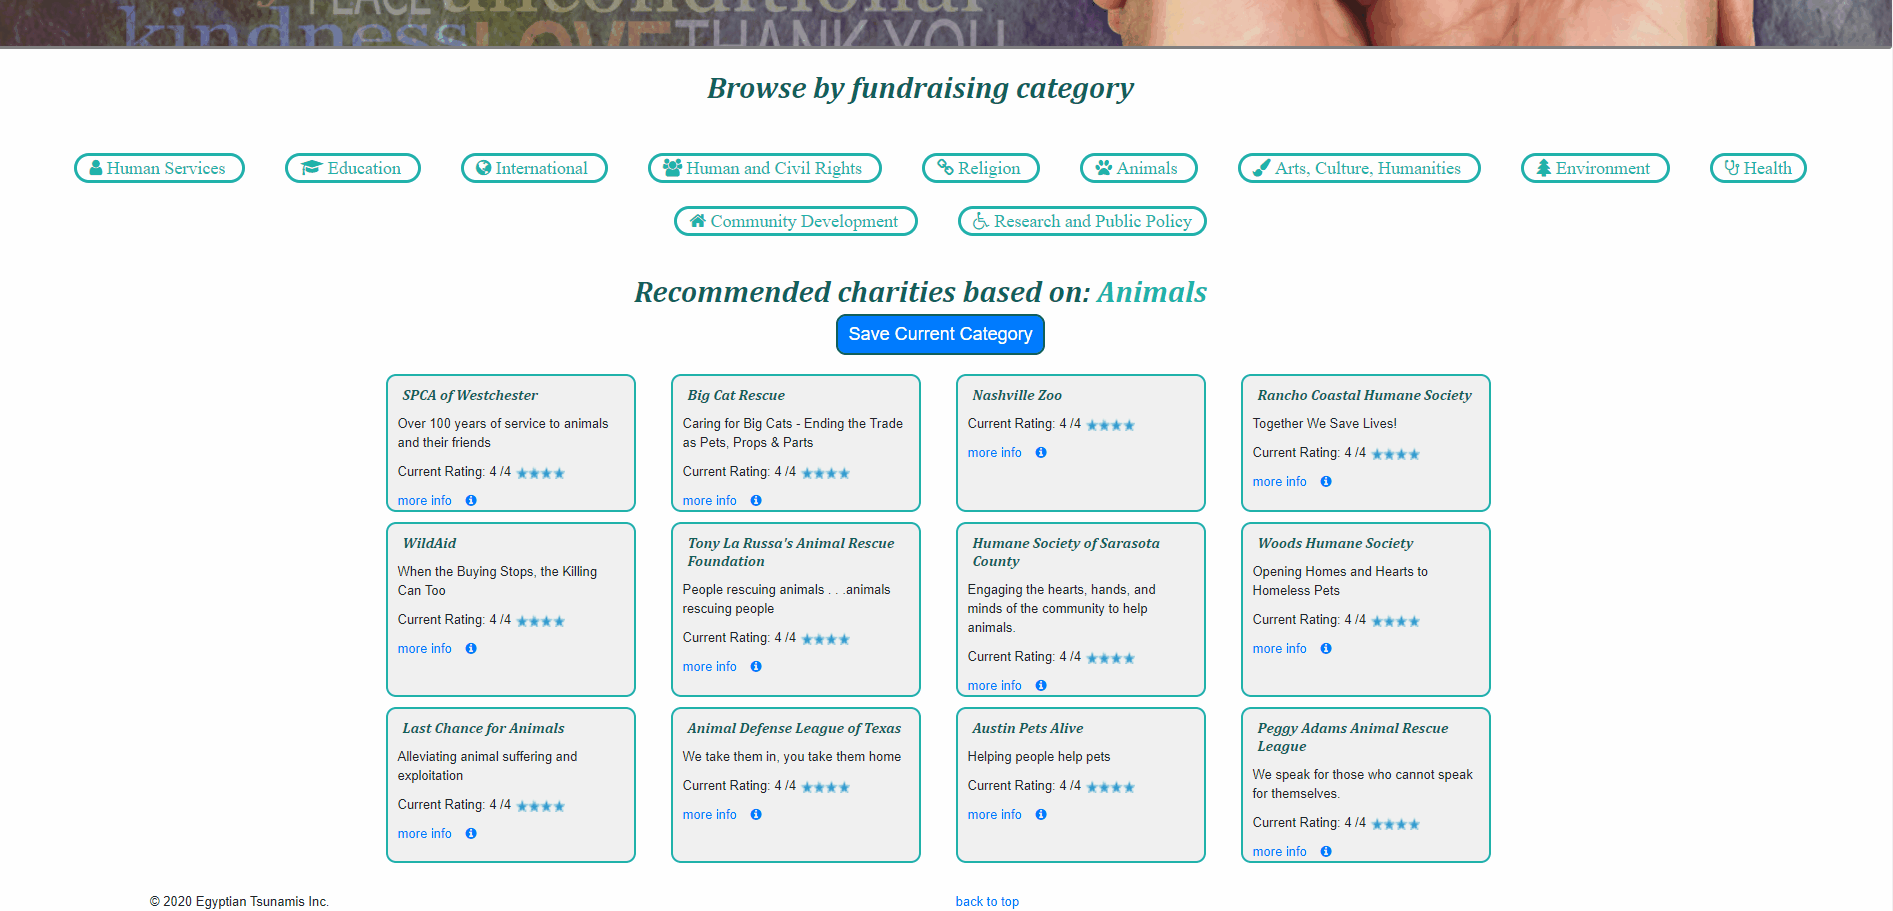 PEACE unconditional
kindness LOVE THANK YOU
Browse by fundraising category
Human Services
Education
International
Human and Civil Rights
Religion
Animals
Arts, Culture, Humanities
Environment
Health
Community Development
Research and Public Policy
Recommended charities based on: Animals
Save Current Category
SPCA of Westchester
Over 100 years of service to animals
and their friends
Current Rating: 4 /4
more info
Big Cat Rescue
Caring for Big Cats - Ending the Trade
as Pets, Props & Parts
Current Rating: 4 /4
more info
Nashville Zoo
Current Rating: 4 /4
more info
Rancho Coastal Humane Society
Together We Save Lives!
Current Rating: 4 /4
more info
WildAid
When the Buying Stops, the Killing
Can Too
Current Rating: 4 /4
more info
Tony La Russa's Animal Rescue
Foundation
People rescuing animals . . .animals
rescuing people
Current Rating: 4 /4
more info
Humane Society of Sarasota
County
Engaging the hearts, hands, and
minds of the community to help
animals.
Current Rating: 4 /4
more info
Woods Humane Society
Opening Homes and Hearts to
Homeless Pets
Current Rating: 4 /4
more info
Last Chance for Animals
Alleviating animal suffering and
exploitation
Current Rating: 4 /4
more info
Animal Defense League of Texas
We take them in, you take them home
Current Rating: 4 /4
more info
Austin Pets Alive
Helping people help pets
Current Rating: 4 /4
more info
Peggy Adams Animal Rescue
League
We speak for those who cannot speak
for themselves.
Current Rating: 4 /4
more info
© 2020 Egyptian Tsunamis Inc.
back to top